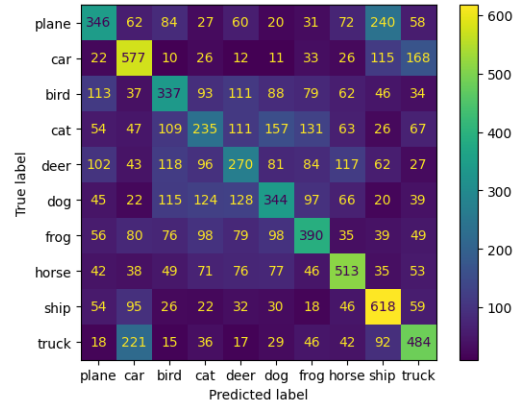 plane 346 62 84 27 60 20 31 72 240 58
car 22 577 10 26 12 11 33 26 115 168
bird 113 37 337 93 111 88 79 62 46 34
cat 54 47 109 235 111 157 131 63 26 67
deer 102 43 118 96 270 81 84 117 62 27
dog 45 22 115 124 128 344 97 66 20 39
frog 56 80 76 98 79 98 390 35 39 49
horse 42 38 49 71 76 77 46 513 35 53
ship 54 95 26 22 32 30 18 46 618 59
truck 18 221 15 36 17 29 46 42 92 484
plane car bird cat deer dog frog horse ship truck
Predicted label
True label
600
500
400
300
200
100